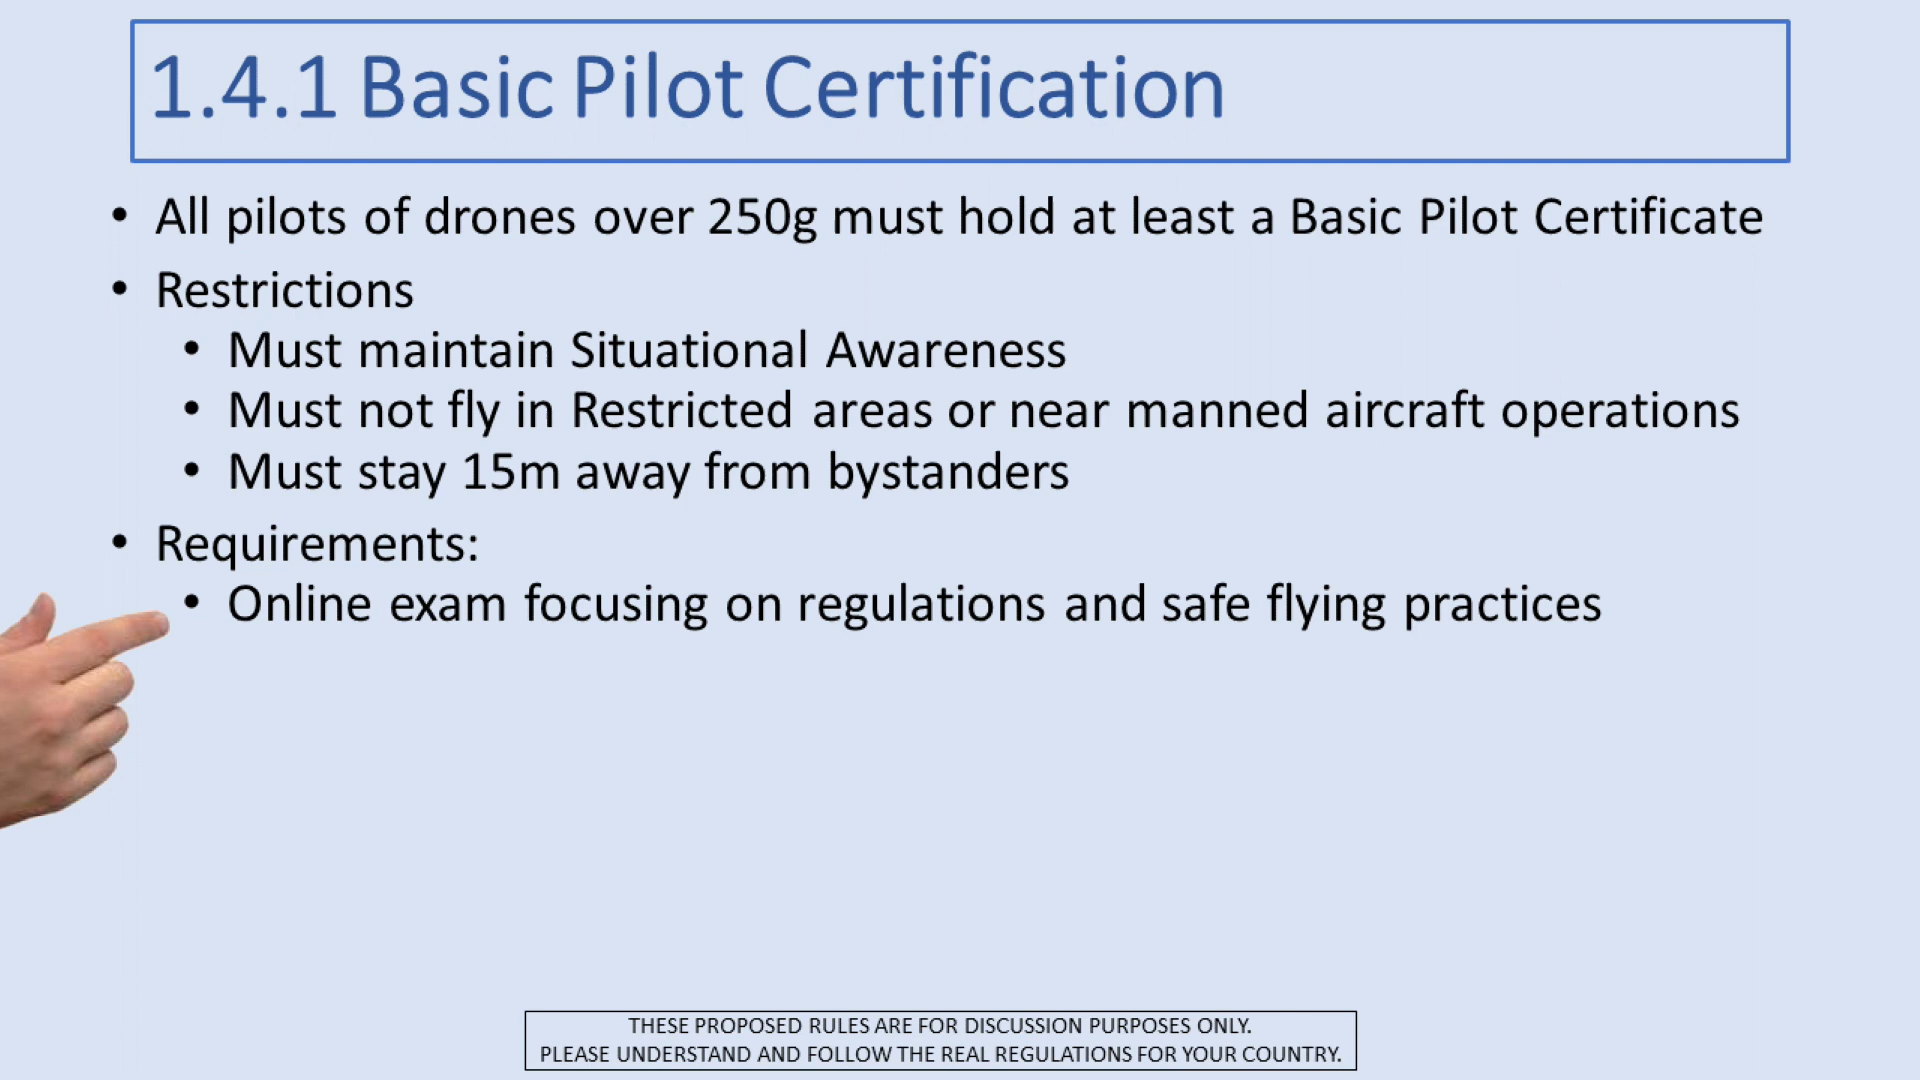 1.4.1 Basic Pilot Certification
• All pilots of drones over 250g must hold at least a Basic Pilot Certificate
• Restrictions
• Must maintain Situational Awareness
• Must not fly in Restricted areas or near manned aircraft operations
• Must stay 15m away from bystanders
• Requirements:
• Online exam focusing on regulations and safe flying practices
THESE PROPOSED RULES ARE FOR DISCUSSION PURPOSES ONLY.
PLEASE UNDERSTAND AND FOLLOW THE REAL REGULATIONS FOR YOUR COUNTRY.